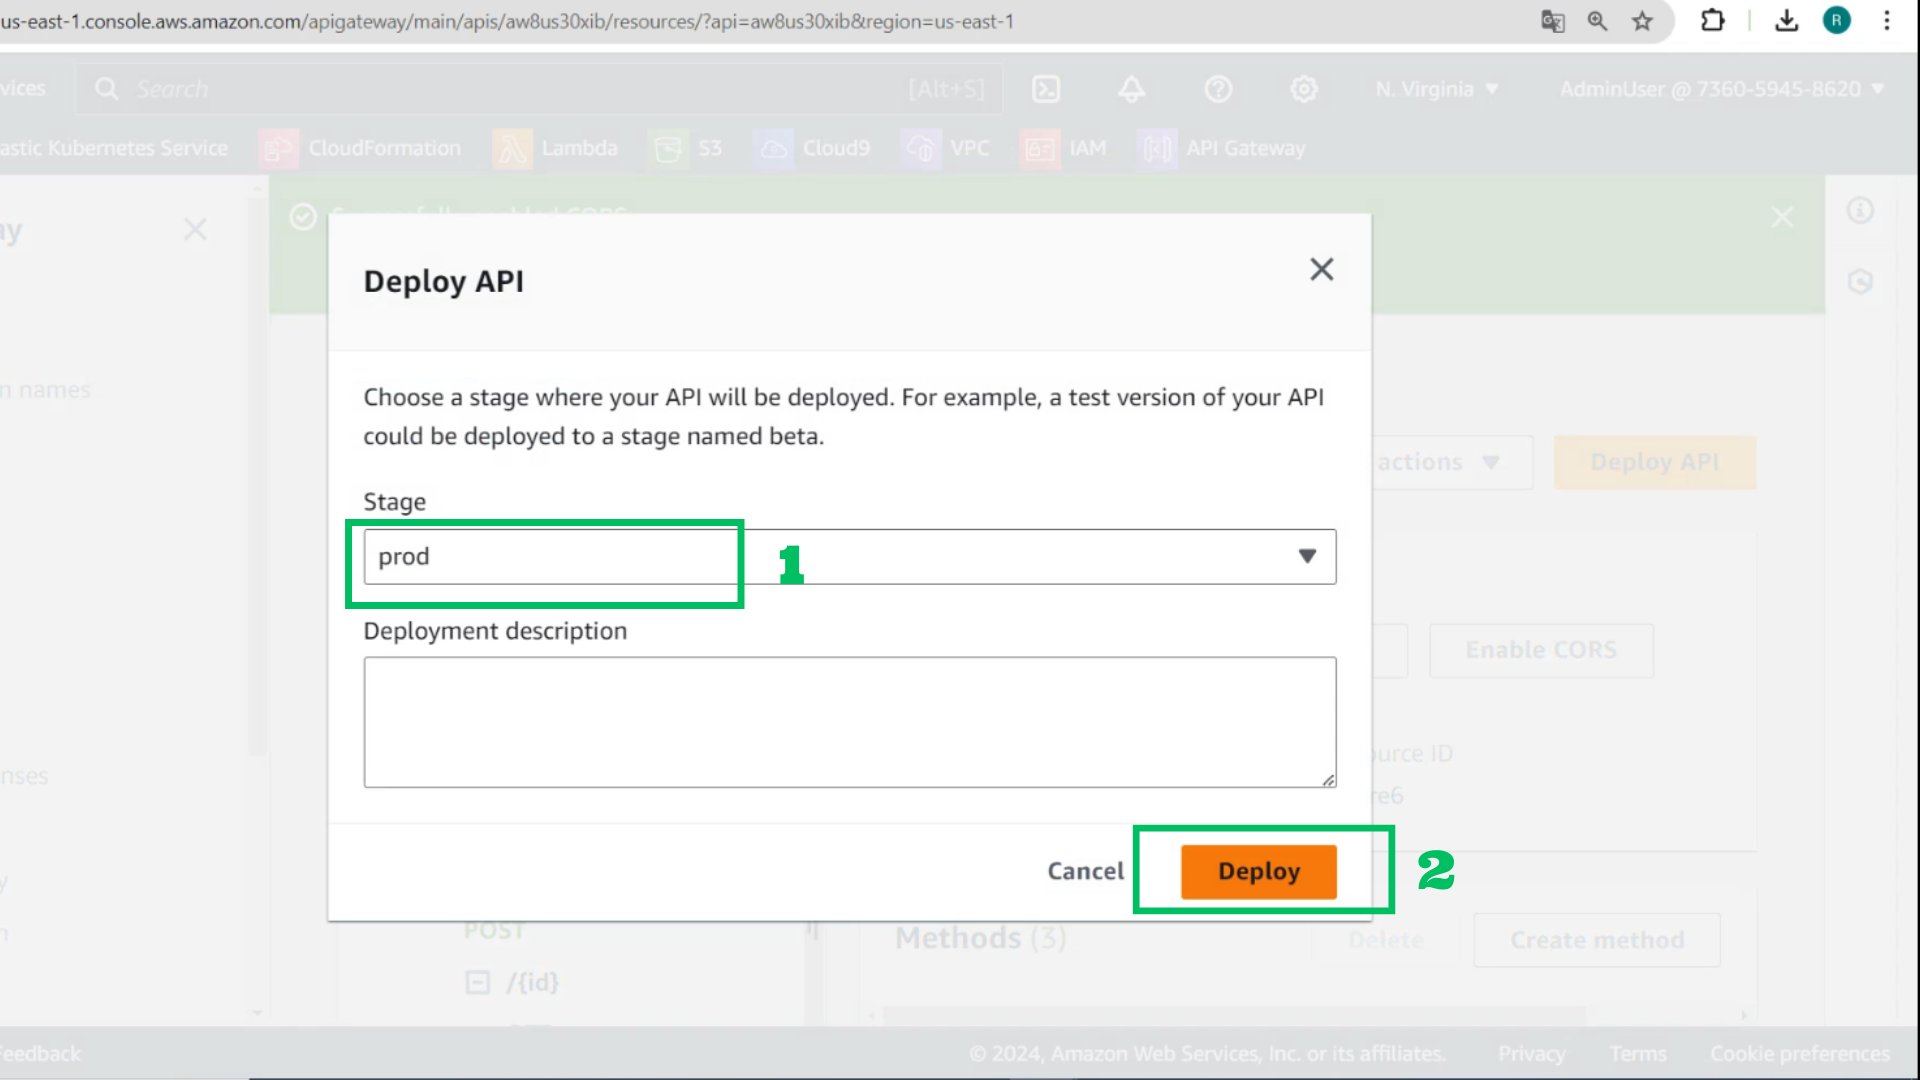 us-east-1.console.aws.amazon.com/apigateway/main/apis/aw8us30xib/resources/?api=aw8us30xib&region=us-east-1
R
vices
Search
[Alt+S]
N. Virginia
AdminUser @ 7360-5945-8620
astic Kubernetes Service
CloudFormation
Lambda
S3
Cloud9
VPC
IAM
API Gateway
ay
Deploy API
n names
Choose a stage where your API will be deployed. For example, a test version of your API
could be deployed to a stage named beta.
actions
Deploy API
Stage
prod
1
Deployment description
Enable CORS
ource ID
re6
nses
y
Cancel
Deploy
2
n
POST
Methods (3)
Delete
Create method
/{id}
Feedback
© 2024, Amazon Web Services, Inc. or its affiliates.
Privacy
Terms
Cookie preferences